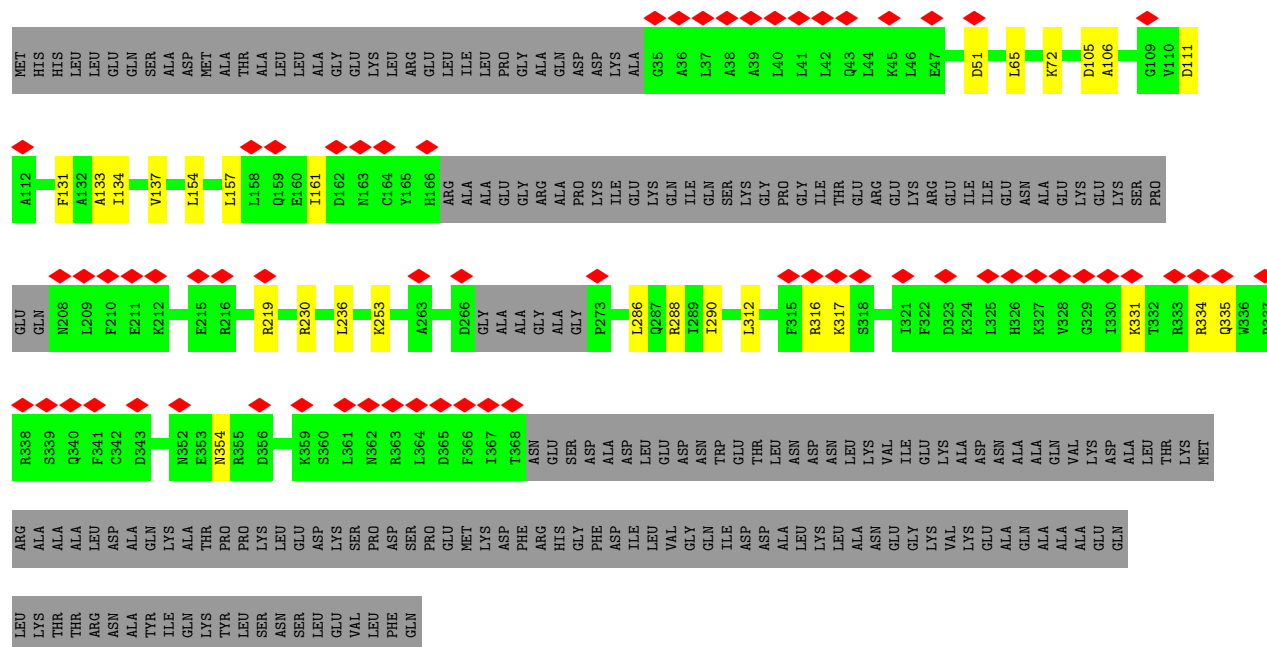 MET HIS HIS LEU LEU GLU GLN SER ALA ASP MET ALA THR ALA LEU LEU ALA GLY GLU LYS LEU ARG GLU LEU ILE LEU PRO GLY ALA GLN ASP ASP LYS ALA G35 A36 L37 A38 A39 L40 L41 L42 Q43 L44 K45 L46 E47 D51 L65 K72 D105 A106 G109 V110 D111
A112 F131 A132 A133 I134 V137 L154 L157 L158 Q159 E160 I161 D162 N163 C164 Y165 H166 ARG ALA ALA GLU GLY ARG ALA PRO LYS ILE GLU LYS GLN ILE GLN SER LYS GLY PRO GLY ILE THR GLU ARG GLU LYS ARG GLU ILE ILE GLU ASN ALA GLU LYS GLU LYS SER PRO
GLU GLN N208 L209 F210 E211 K212 E215 R216 R219 R230 L236 K253 A263 D266 GLY ALA ALA GLY ALA GLY P273 L286 Q287 R288 I289 I290 L312 F315 R316 K317 S318 I321 F322 D323 K324 L325 H326 K327 V328 G329 I330 K331 T332 R333 R334 Q335 W336
R338 S339 Q340 F341 C342 D343 N352 E353 N354 R355 D356 K359 S360 L361 N362 R363 L364 D365 F366 I367 T368 ASN GLU SER ASP ALA ASP LEU GLU ASP ASN TRP GLU THR LEU ASN ASP ASN LEU LYS VAL ILE GLU LYS ALA ASP ASN ALA ALA GLN VAL LYS ASP ALA LEU THR LYS MET
ARG ALA ALA ALA LEU ASP ALA GLN LYS ALA THR PRO PRO LYS LEU GLU ASP LYS SER PRO ASP SER PRO GLU MET LYS ASP PHE ARG HIS GLY PHE ASP ILE LEU VAL GLY GLN ILE ASP ASP ALA LEU LYS LEU ALA ASN GLU GLY LYS VAL LYS GLU ALA GLN ALA ALA ALA GLU GLN
LEU LYS THR THR ARG ASN ALA TYR ILE GLN LYS TYR LEU SER ASN SER LEU GLU VAL LEU PHE GLN